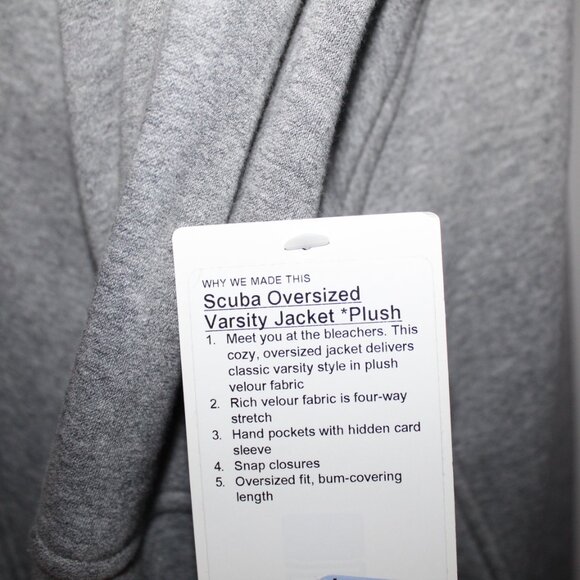 WHY WE MADE THIS
Scuba Oversized
Varsity Jacket *Plush
1. Meet you at the bleachers. This
cozy, oversized jacket delivers
classic varsity style in plush
velour fabric
2. Rich velour fabric is four-way
stretch
3. Hand pockets with hidden card
sleeve
4. Snap closures
5. Oversized fit, bum-covering
length